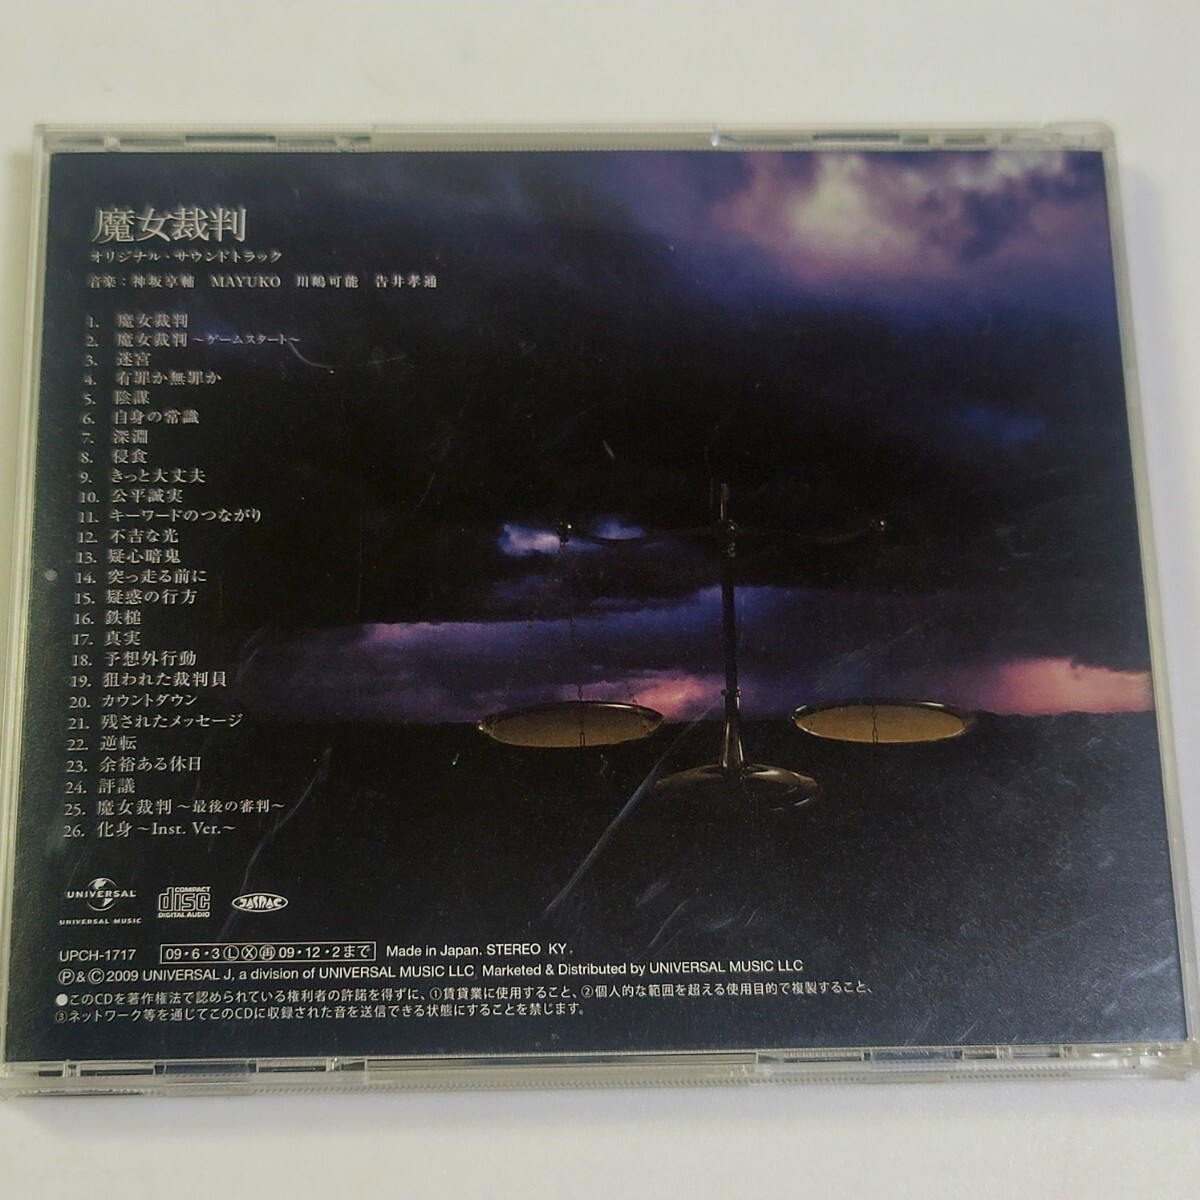 魔女裁判
オリジナル・サウンドトラック
音楽：神坂享輔 MAYUKO 川嶋可能 吉井孝通
1. 魔女裁判
2. 魔女裁判～ゲームスタート～
3. 迷宮
4. 有罪か無罪か
5. 陰謀
6. 自身の常識
7. 深淵
8. 侵食
9. きっと大丈夫
10. 公平誠実
11. キーワードのつながり
12. 不吉な光
13. 疑心暗鬼
14. 突っ走る前に
15. 疑惑の行方
16. 鉄槌
17. 真実
18. 予想外行動
19. 狙われた裁判員
20. カウントダウン
21. 残されたメッセージ
22. 逆転
23. 余裕ある休日
24. 評議
25. 魔女裁判～最後の審判～
26. 化身～Inst. Ver.～
UNIVERSAL
UNIVERSAL MUSIC
COMPACT
disc
DIGITAL AUDIO
JASRAC
UPCH-1717 09・6・3ⓁⓍ㊢09・12・2まで Made in Japan. STEREO KY.
Ⓟ&Ⓒ2009 UNIVERSAL J, a division of UNIVERSAL MUSIC LLC. Marketed & Distributed by UNIVERSAL MUSIC LLC
●このCDを著作権法で認められている権利者の許諾を得ずに、①賃貸業に使用すること、②個人的な範囲を超える使用目的で複製すること、
③ネットワーク等を通じてこのCDに収録された音を送信できる状態にすることを禁じます。